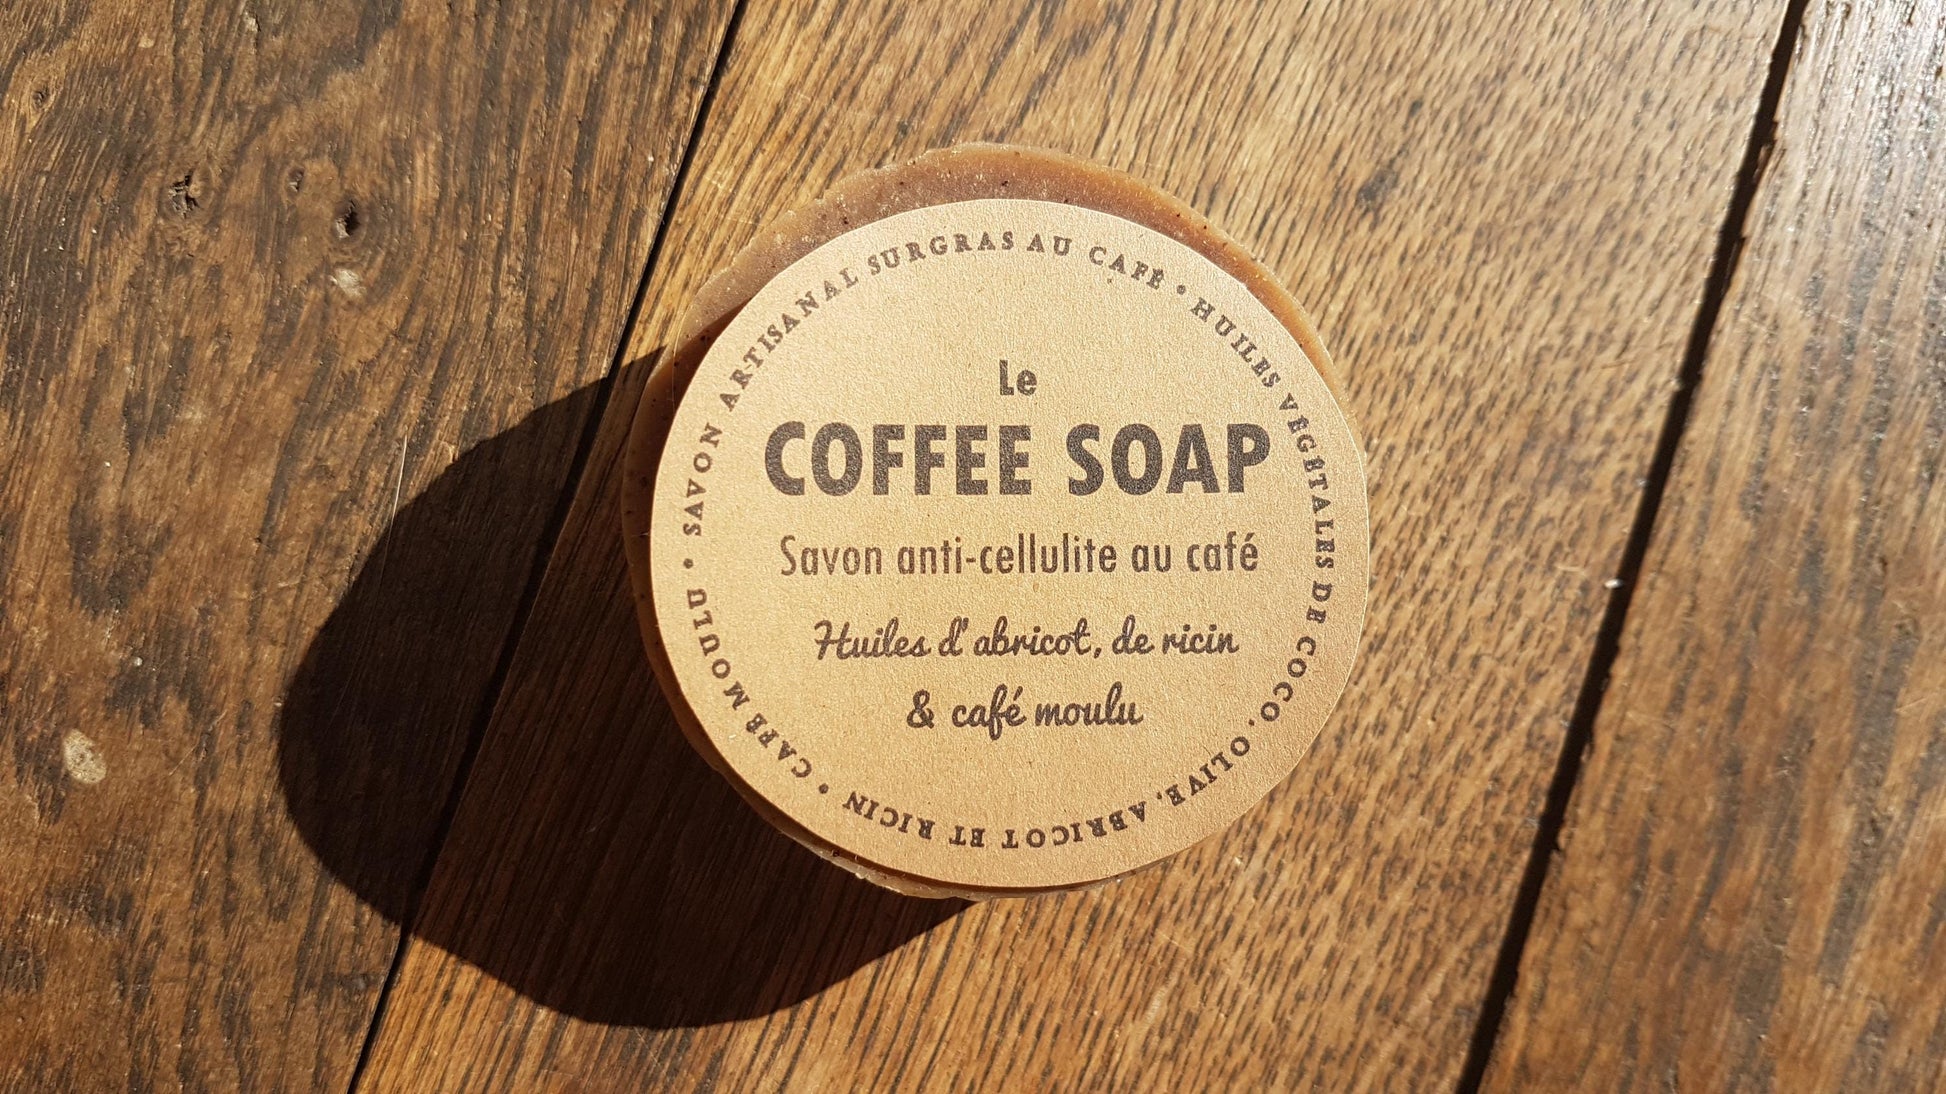 Le
COFFEE SOAP
Savon anti-cellulite au café
Huiles d'abricot, de ricin
& café moulu
• SAVON ARTISANAL SURGRAS AU CAFÉ • HUILES VÉGÉTALES DE COCO, OLIVE, ABRICOT ET RICIN • CAFÉ MOULU